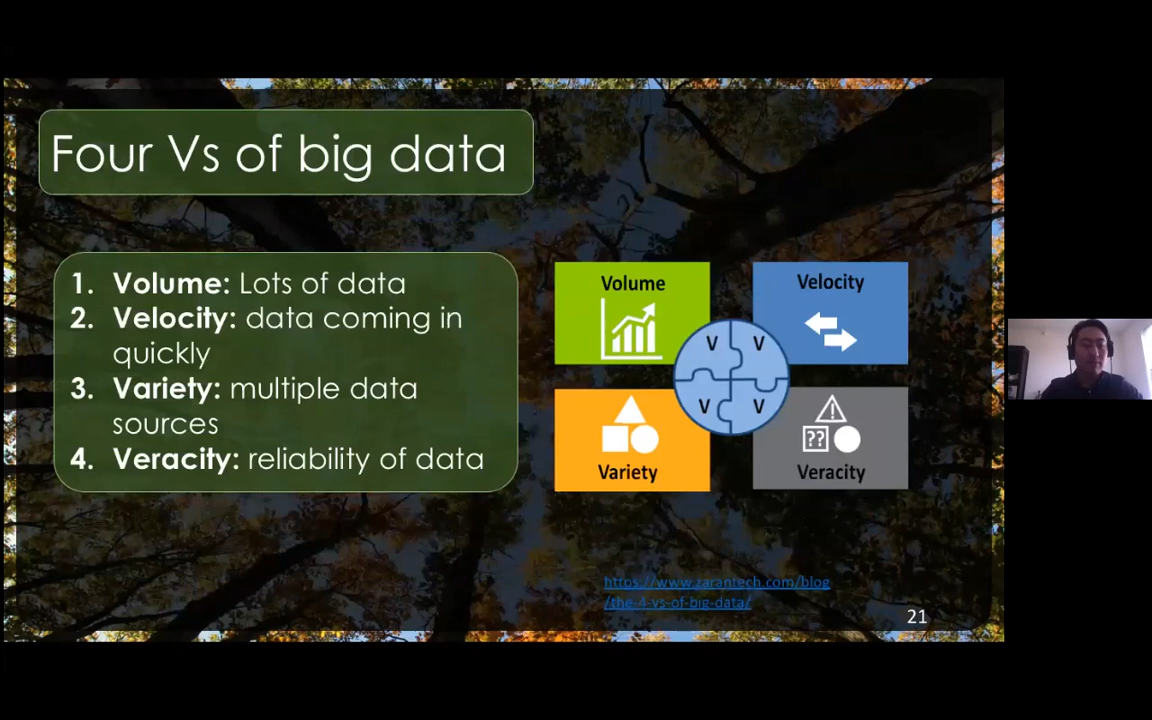 Four Vs of big data
1. Volume: Lots of data
2. Velocity: data coming in
quickly
3. Variety: multiple data
sources
4. Veracity: reliability of data
Volume
Velocity
V V
V V
??
Variety
Veracity
https://www.zarantech.com/blog
/the-4-vs-of-big-data/
21